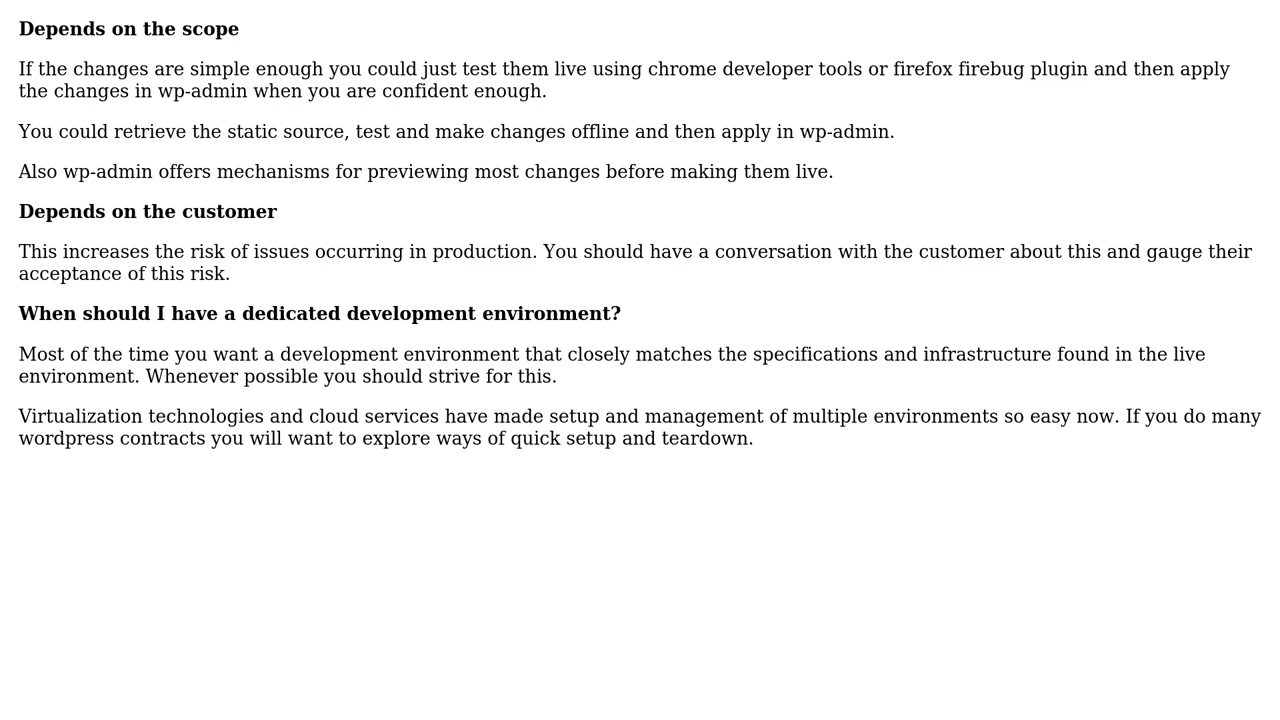 Depends on the scope
If the changes are simple enough you could just test them live using chrome developer tools or firefox firebug plugin and then apply
the changes in wp-admin when you are confident enough.
You could retrieve the static source, test and make changes offline and then apply in wp-admin.
Also wp-admin offers mechanisms for previewing most changes before making them live.
Depends on the customer
This increases the risk of issues occurring in production. You should have a conversation with the customer about this and gauge their
acceptance of this risk.
When should I have a dedicated development environment?
Most of the time you want a development environment that closely matches the specifications and infrastructure found in the live
environment. Whenever possible you should strive for this.
Virtualization technologies and cloud services have made setup and management of multiple environments so easy now. If you do many
wordpress contracts you will want to explore ways of quick setup and teardown.